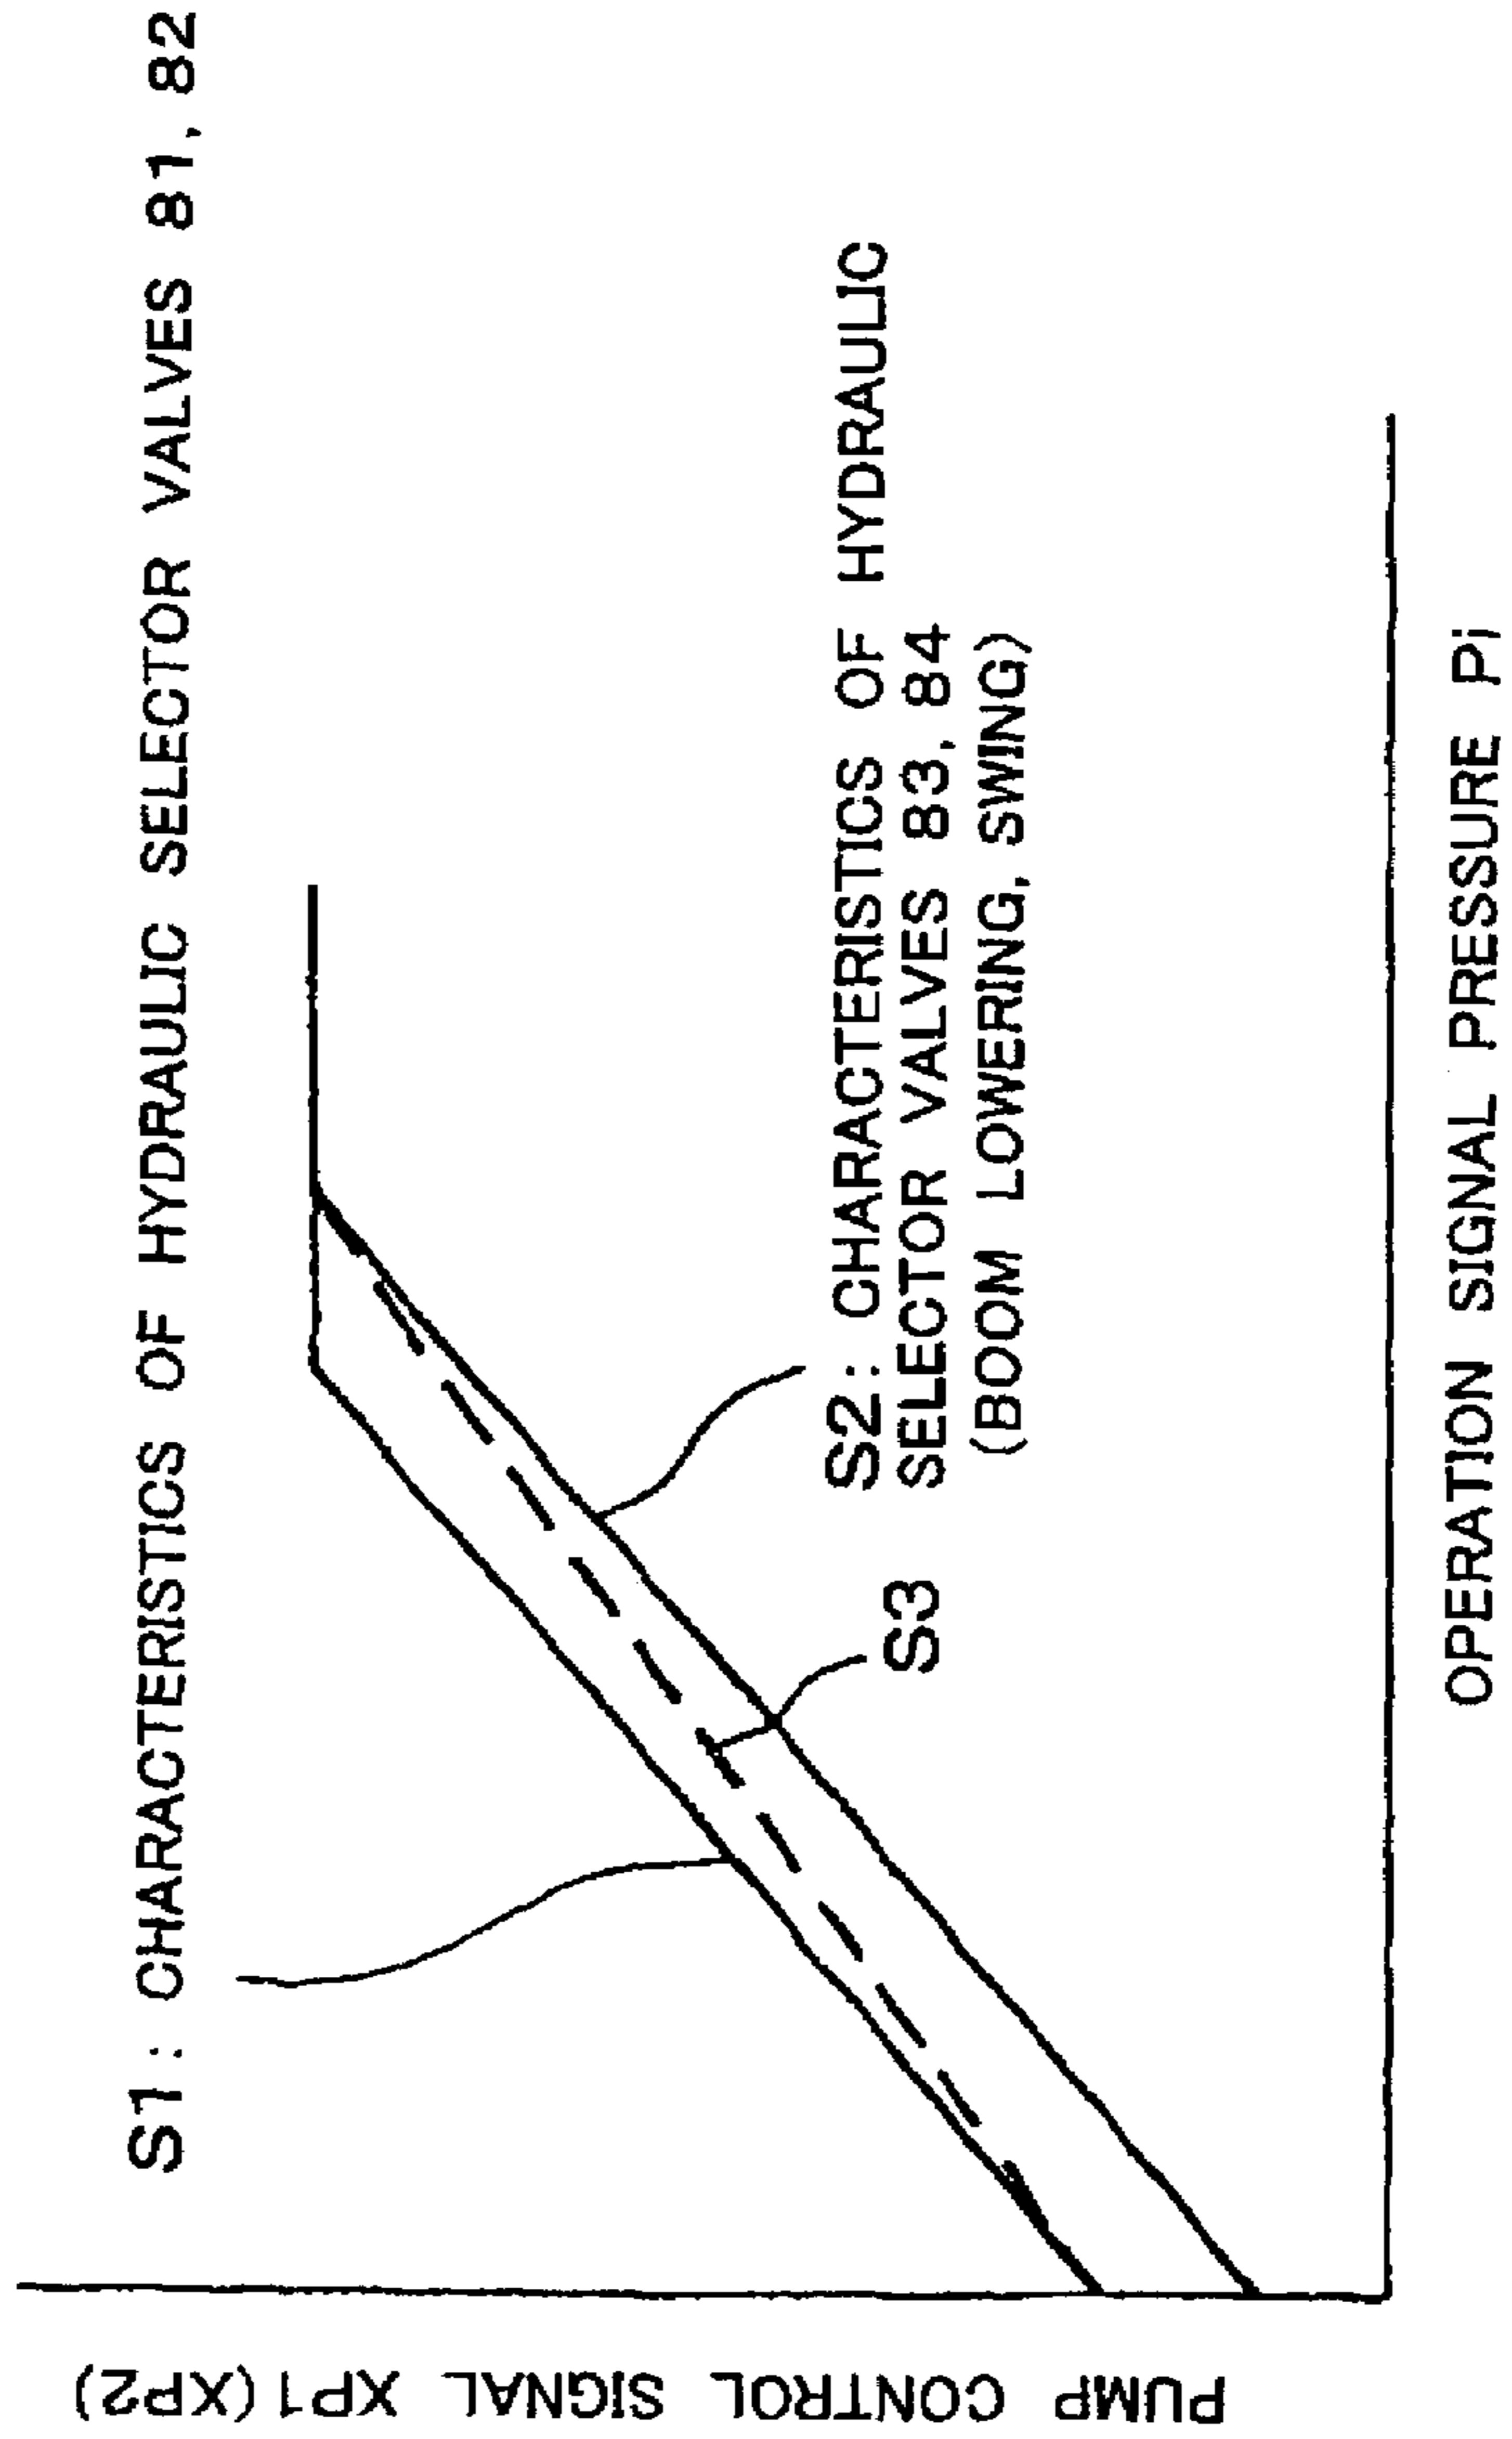 S1: CHARACTERISTICS OF HYDRAULIC SELECTOR VALVES 81, 82
S2: CHARACTERISTICS OF HYDRAULIC
SELECTOR VALVES 83, 84
(BOOM LOWERING, SWING)
S3
PUMP CONTROL SIGNAL XP1(XP2)
OPERATION SIGNAL PRESSURE Pi